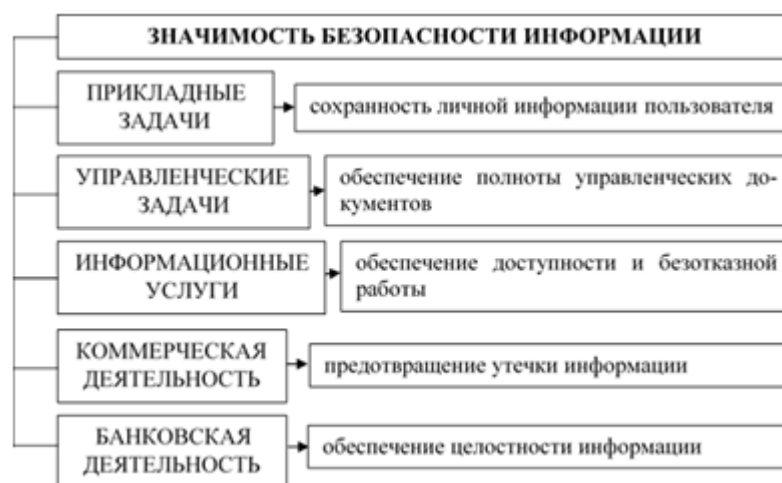 ЗНАЧИМОСТЬ БЕЗОПАСНОСТИ ИНФОРМАЦИИ
ПРИКЛАДНЫЕ
ЗАДАЧИ
сохранность личной информации пользователя
УПРАВЛЕНЧЕСКИЕ
ЗАДАЧИ
обеспечение полноты управленческих до-
кументов
ИНФОРМАЦИОННЫЕ
УСЛУГИ
обеспечение доступности и безотказной
работы
КОММЕРЧЕСКАЯ
ДЕЯТЕЛЬНОСТЬ
предотвращение утечки информации
БАНКОВСКАЯ
ДЕЯТЕЛЬНОСТЬ
обеспечение целостности информации